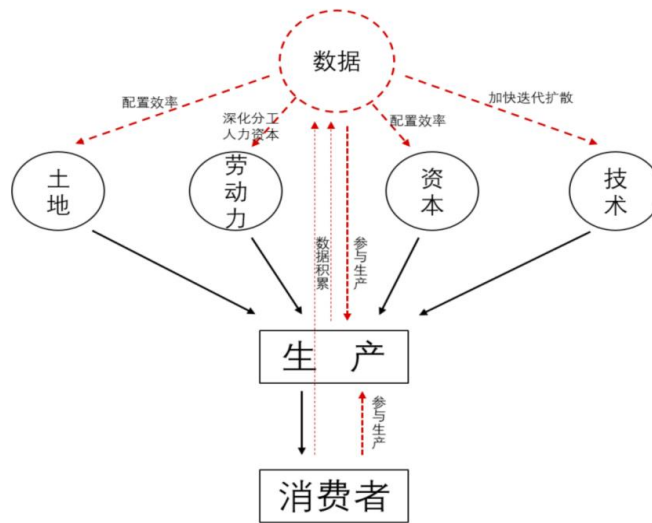 数据
配置效率
深化分工
人力资本
配置效率
加快迭代扩散
土地
劳动力
资本
技术
数据积累
参与生产
生 产
参与生产
消费者